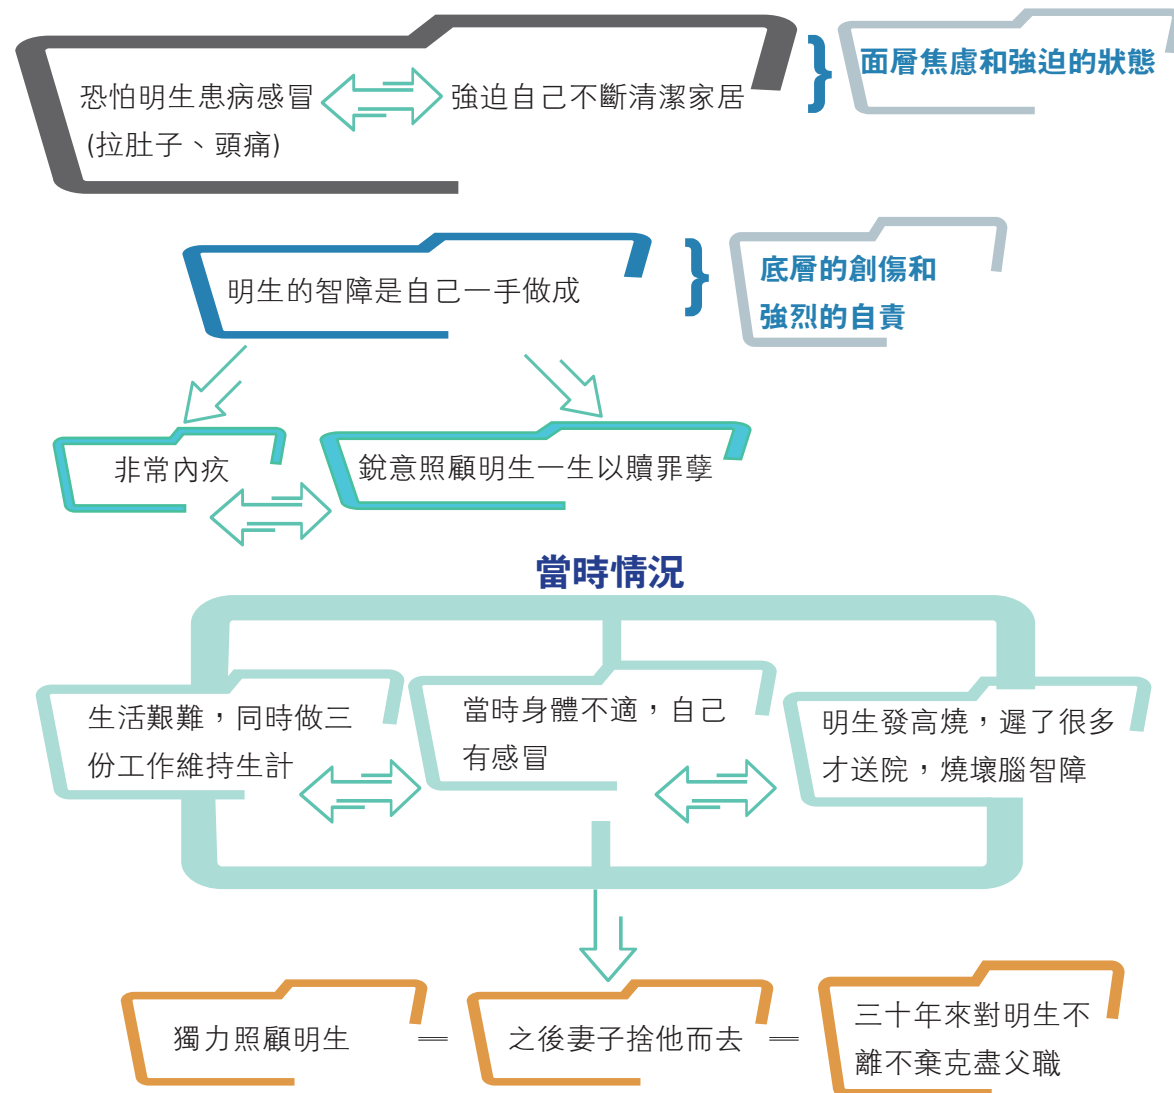 恐怕明生患病感冒
(拉肚子、頭痛)
強迫自己不斷清潔家居
}
面層焦慮和強迫的狀態
明生的智障是自己一手做成
}
底層的創傷和
強烈的自責
非常內疚
銳意照顧明生一生以贖罪孽
當時情況
生活艱難，同時做三
份工作維持生計
當時身體不適，自己
有感冒
明生發高燒，遲了很多
才送院，燒壞腦智障
獨力照顧明生
之後妻子捨他而去
三十年來對明生不
離不棄克盡父職